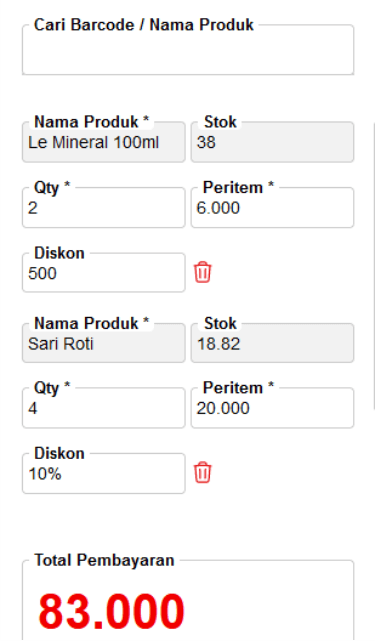 Cari Barcode / Nama Produk
Nama Produk * Stok
Le Mineral 100ml 38
Qty * Peritem *
2 6.000
Diskon
500
Nama Produk * Stok
Sari Roti 18.82
Qty * Peritem *
4 20.000
Diskon
10%
Total Pembayaran
83.000